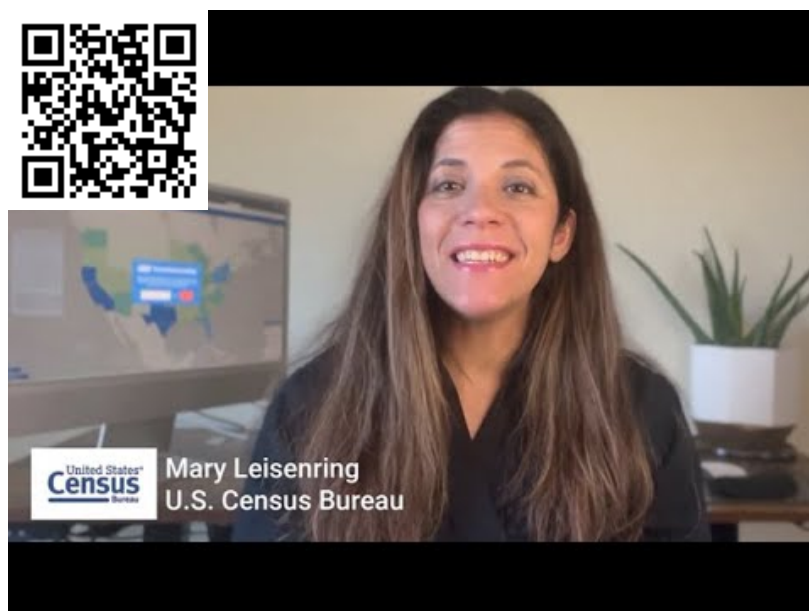 United States®
Census
Bureau
Mary Leisenring
U.S. Census Bureau